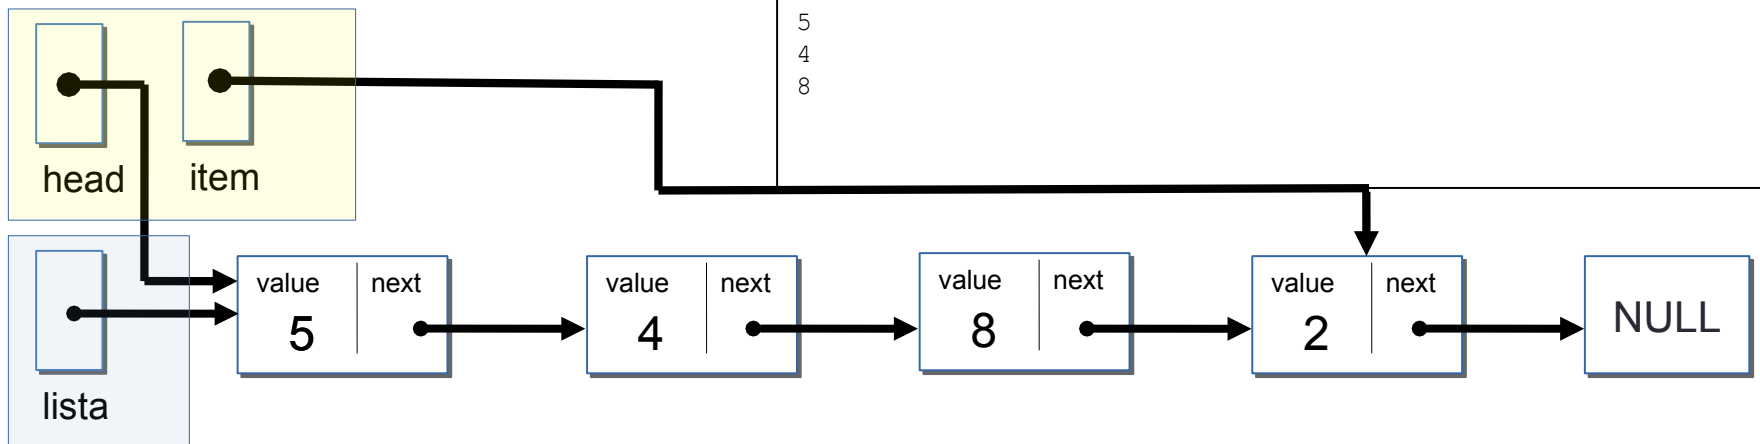 5
4
8
head item
value next value next value next value next
5 4 8 2 NULL
lista